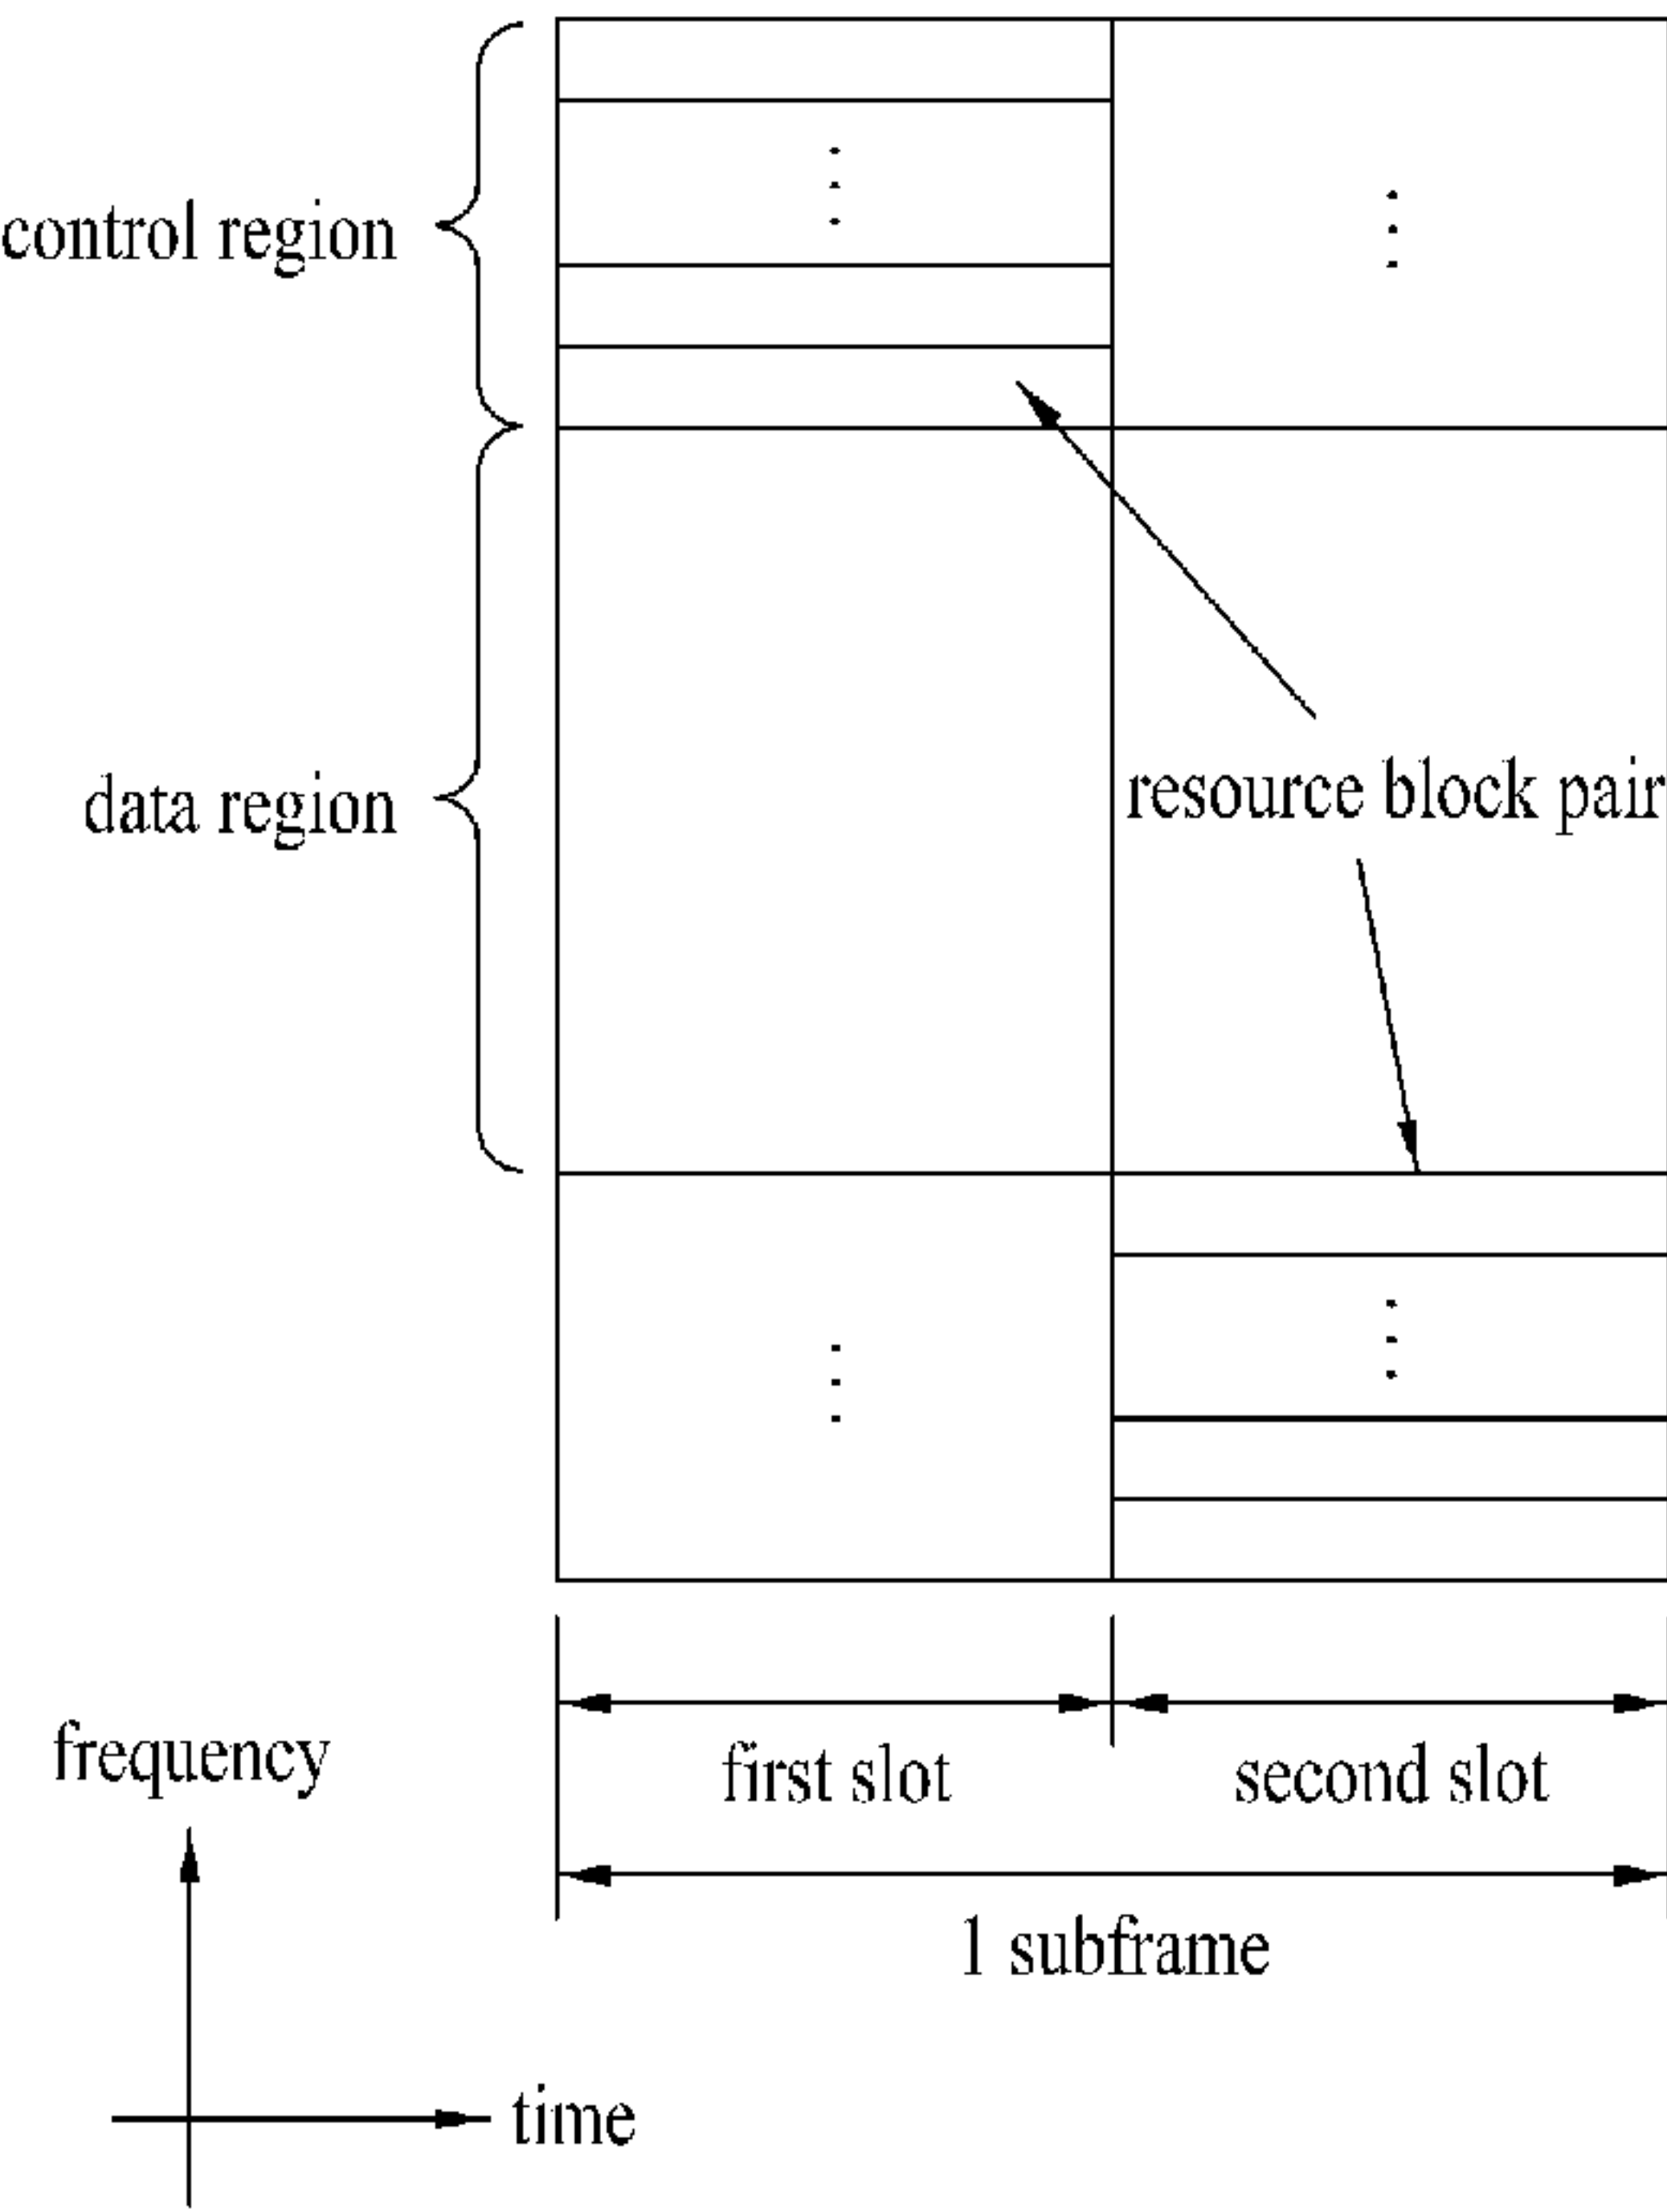 control region
data region
resource block pair
first slot
second slot
1 subframe
frequency
time